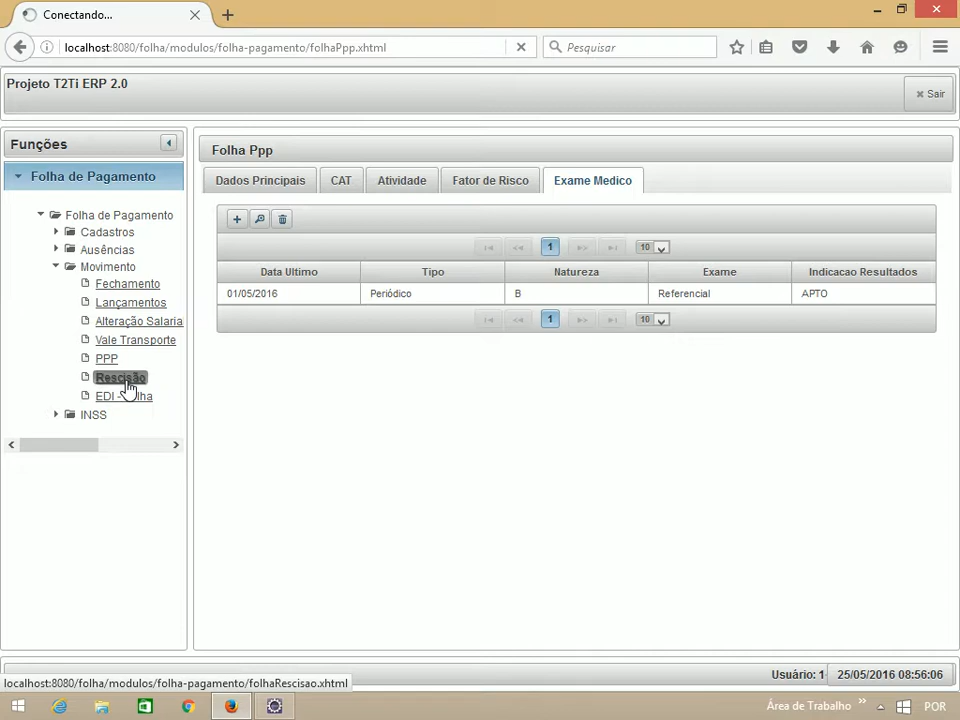 Conectando...
localhost:8080/folha/modulos/folha-pagamento/folhaPpp.xhtml
Pesquisar
Projeto T2Ti ERP 2.0
Sair
Funções
Folha de Pagamento
Folha de Pagamento
Cadastros
Ausências
Movimento
Fechamento
Lançamentos
Alteração Salaria
Vale Transporte
PPP
Rescisão
EDI -
lha
INSS
Folha Ppp
Dados Principais CAT Atividade Fator de Risco Exame Medico
1 10
Data Ultimo Tipo Natureza Exame Indicacao Resultados
01/05/2016 Periódico B Referencial APTO
1 10
Usuário: 1 25/05/2016 08:56:06
localhost:8080/folha/modulos/folha-pagamento/folhaRescisao.xhtml
Área de Trabalho POR